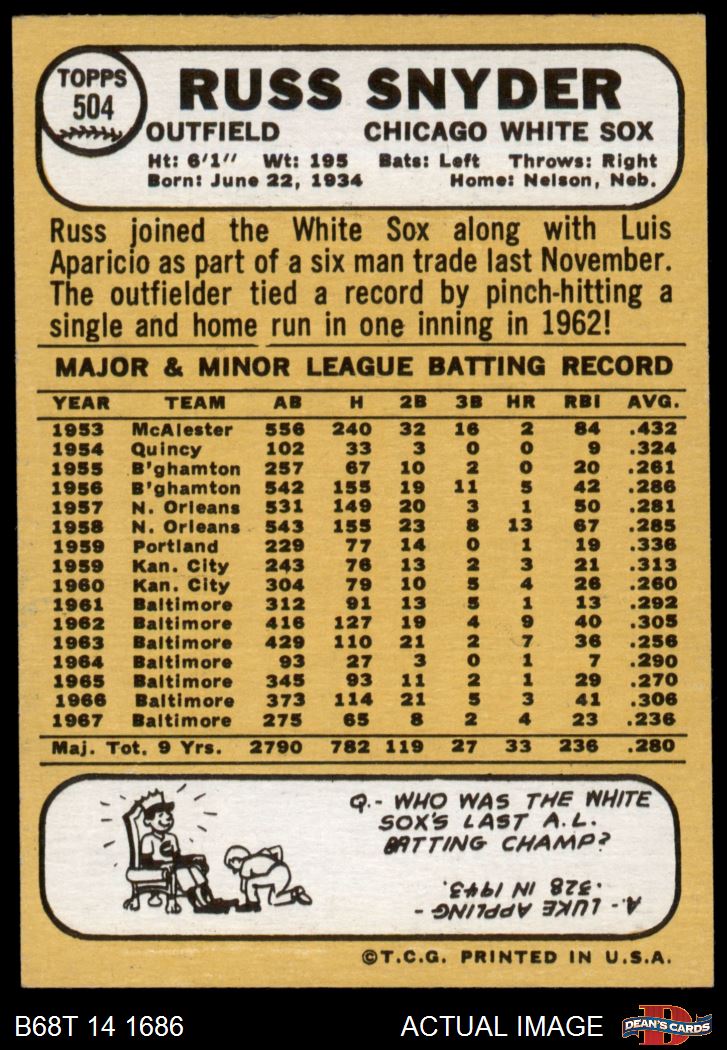 TOPPS
504
RUSS SNYDER
OUTFIELD CHICAGO WHITE SOX
Ht: 6'1" Wt: 195 Bats: Left Throws: Right
Born: June 22, 1934 Home: Nelson, Neb.
Russ joined the White Sox along with Luis
Aparicio as part of a six man trade last November.
The outfielder tied a record by pinch-hitting a
single and home run in one inning in 1962!
MAJOR & MINOR LEAGUE BATTING RECORD
YEAR TEAM AB H 2B 3B HR RBI AVG.
1953 McAlester 556 240 32 16 2 84 .432
1954 Quincy 102 33 3 0 0 9 .324
1955 B'ghamton 257 67 10 2 0 20 .261
1956 B'ghamton 542 155 19 11 5 42 .286
1957 N. Orleans 531 149 20 3 1 50 .281
1958 N. Orleans 543 155 23 8 13 67 .285
1959 Portland 229 77 14 0 1 19 .336
1959 Kan. City 243 76 13 2 3 21 .313
1960 Kan. City 304 79 10 5 4 26 .260
1961 Baltimore 312 91 13 5 1 13 .292
1962 Baltimore 416 127 19 4 9 40 .305
1963 Baltimore 429 110 21 2 7 36 .256
1964 Baltimore 93 27 3 0 1 7 .290
1965 Baltimore 345 93 11 2 1 29 .270
1966 Baltimore 373 114 21 5 3 41 .306
1967 Baltimore 275 65 8 2 4 23 .236
Maj. Tot. 9 Yrs. 2790 782 119 27 33 236 .280
Q.- WHO WAS THE WHITE
SOX'S LAST A.L.
BATTING CHAMP?
A.- LUKE APPLING -
.328 IN 1943.
©T.C.G. PRINTED IN U.S.A.
B68T 14 1686 ACTUAL IMAGE
D
DEAN'S CARDS